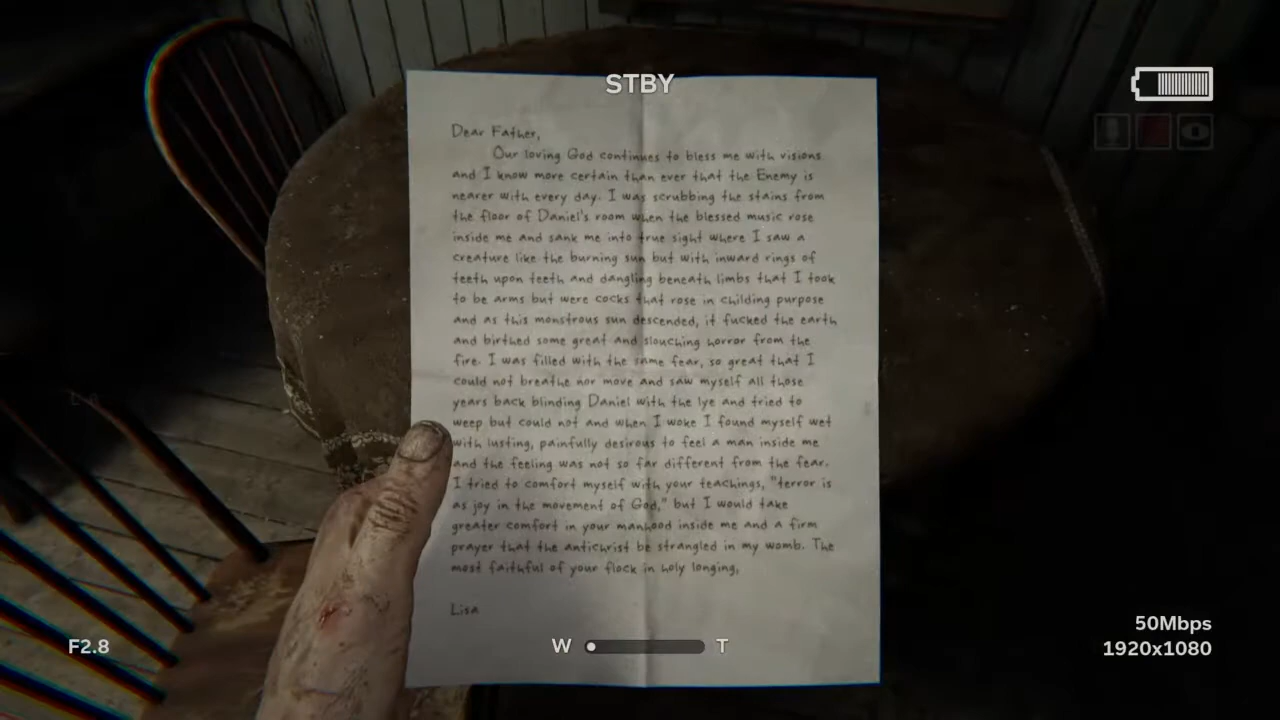 STBY
Dear Father,
Our loving God continues to bless me with visions
and I know more certain than ever that the Enemy is
nearer with every day. I was scrubbing the stains from
the floor of Daniel's room when the blessed music rose
inside me and sank me into true sight where I saw a
creature like the burning sun but with inward rings of
teeth upon teeth and dangling beneath limbs that I took
to be arms but were cocks that rose in childing purpose
and as this monstrous sun descended, it fucked the earth
and birthed some great and slouching horror from the
fire. I was filled with the same fear, so great that I
could not breathe nor move and saw myself all those
years back blinding Daniel with the lye and tried to
weep but could not and when I woke I found myself wet
with lusting, painfully desirous to feel a man inside me
and the feeling was not so far different from the fear.
I tried to comfort myself with your teachings, "terror is
as joy in the movement of God," but I would take
greater comfort in your manhood inside me and a firm
prayer that the antichrist be strangled in my womb. The
most faithful of your flock in holy longing,
Lisa
F2.8
W T
50Mbps
1920x1080